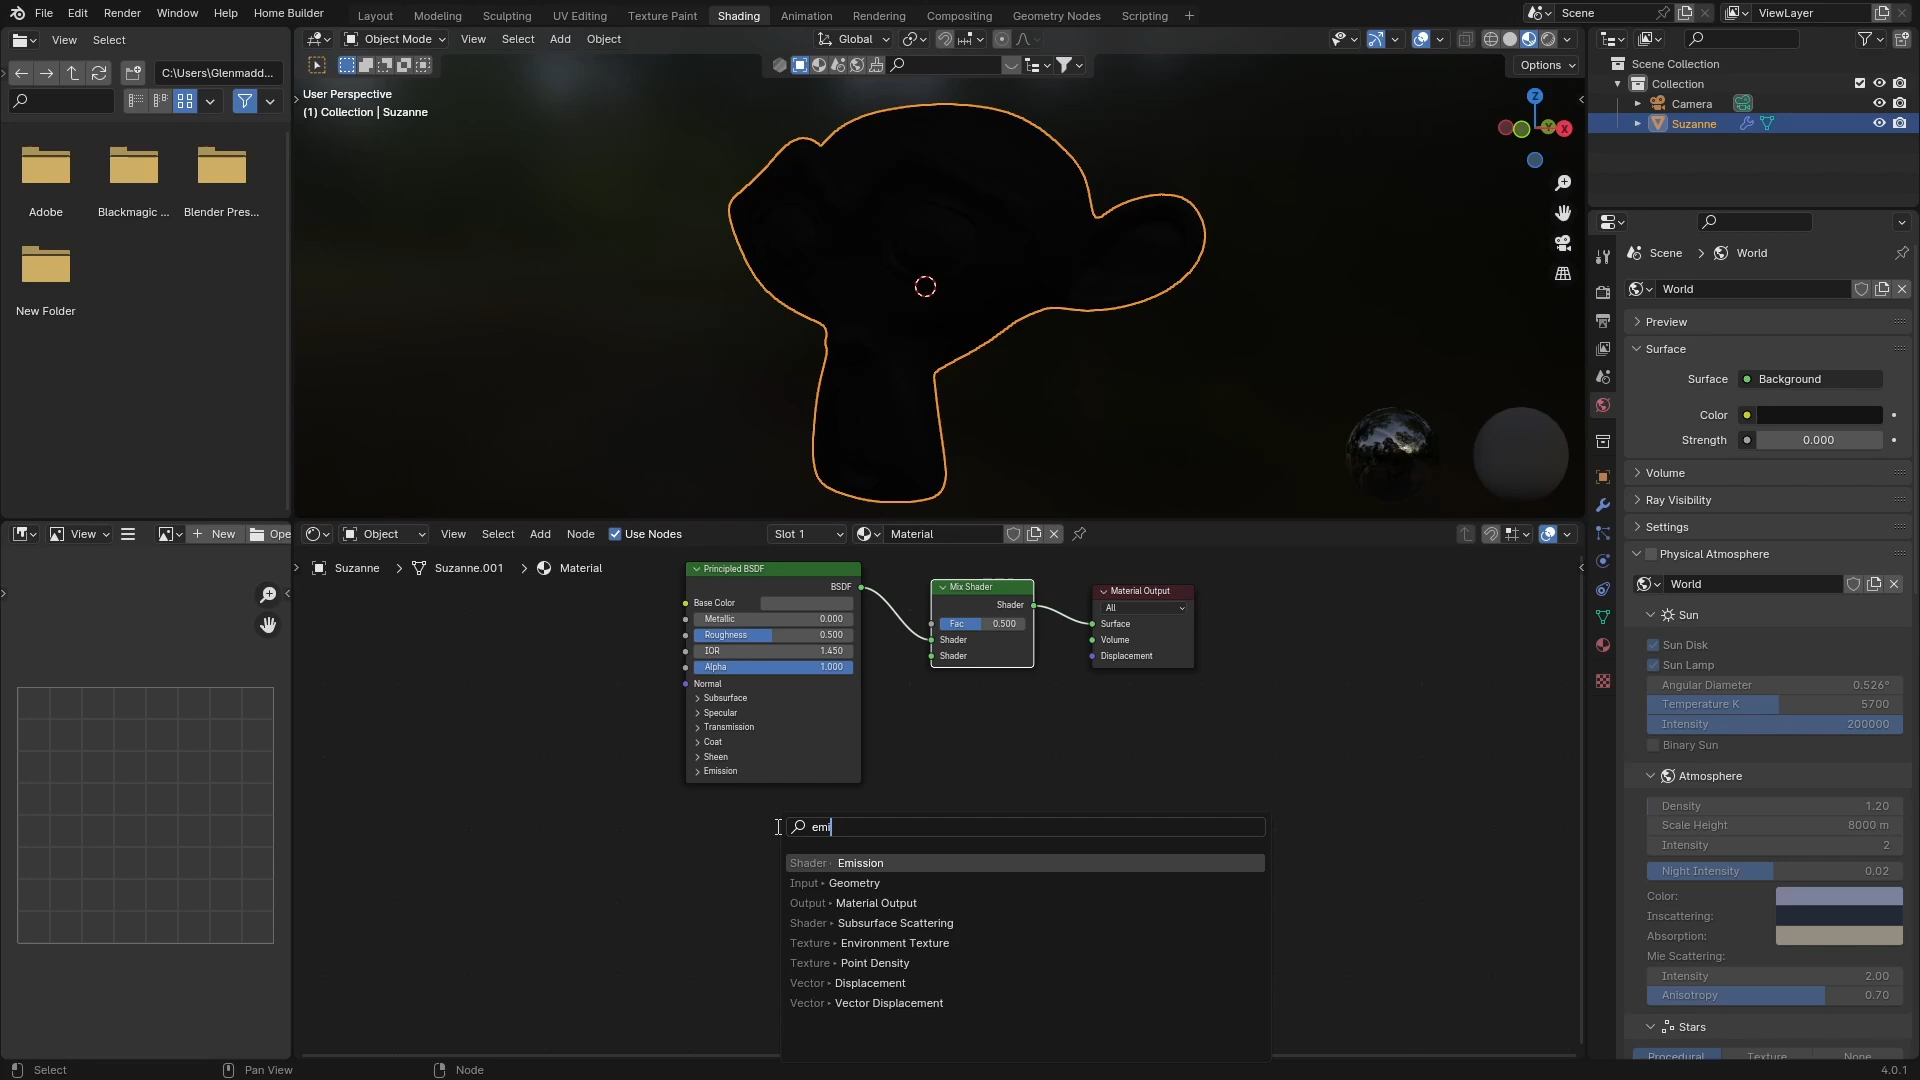 File Edit Render Window Help Home Builder
Layout Modeling Sculpting UV Editing Texture Paint Shading Animation Rendering Compositing Geometry Nodes Scripting +
Scene ViewLayer
View Select
C:\Users\Glenmadd...
Adobe Blackmagic ... Blender Pres...
New Folder
Object Mode View Select Add Object
Global
Options
User Perspective
(1) Collection | Suzanne
Z
Y
X
Scene Collection
Collection
Camera
Suzanne
Scene > World
World
Preview
Surface
Surface Background
Color
Strength 0.000
Volume
Ray Visibility
Settings
Physical Atmosphere
World
Sun
Sun Disk
Sun Lamp
Angular Diameter 0.526°
Temperature K 5700
Intensity 200000
Binary Sun
Atmosphere
Density 1.20
Scale Height 8000 m
Intensity 2
Night Intensity 0.02
Color:
Inscattering:
Absorption:
Mie Scattering:
Intensity 2.00
Anisotropy 0.70
Stars
Procedural Texture None
View + New Ope
Object View Select Add Node Use Nodes Slot 1 Material
Suzanne > Suzanne.001 > Material
Principled BSDF
BSDF
Base Color
Metallic 0.000
Roughness 0.500
IOR 1.450
Alpha 1.000
Normal
Subsurface
Specular
Transmission
Coat
Sheen
Emission
Mix Shader
Shader
Fac 0.500
Shader
Shader
Material Output
All
Surface
Volume
Displacement
emi
Shader ▸ Emission
Input ▸ Geometry
Output ▸ Material Output
Shader ▸ Subsurface Scattering
Texture ▸ Environment Texture
Texture ▸ Point Density
Vector ▸ Displacement
Vector ▸ Vector Displacement
Select Pan View Node 4.0.1